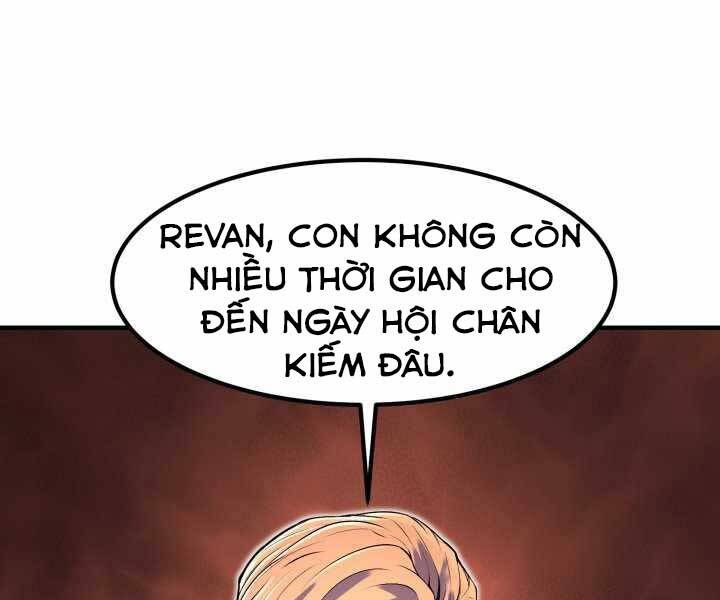 REVAN, CON KHÔNG CÒN
NHIỀU THỜI GIAN CHO
ĐẾN NGÀY HỘI CHÂN
KIẾM ĐÂU.